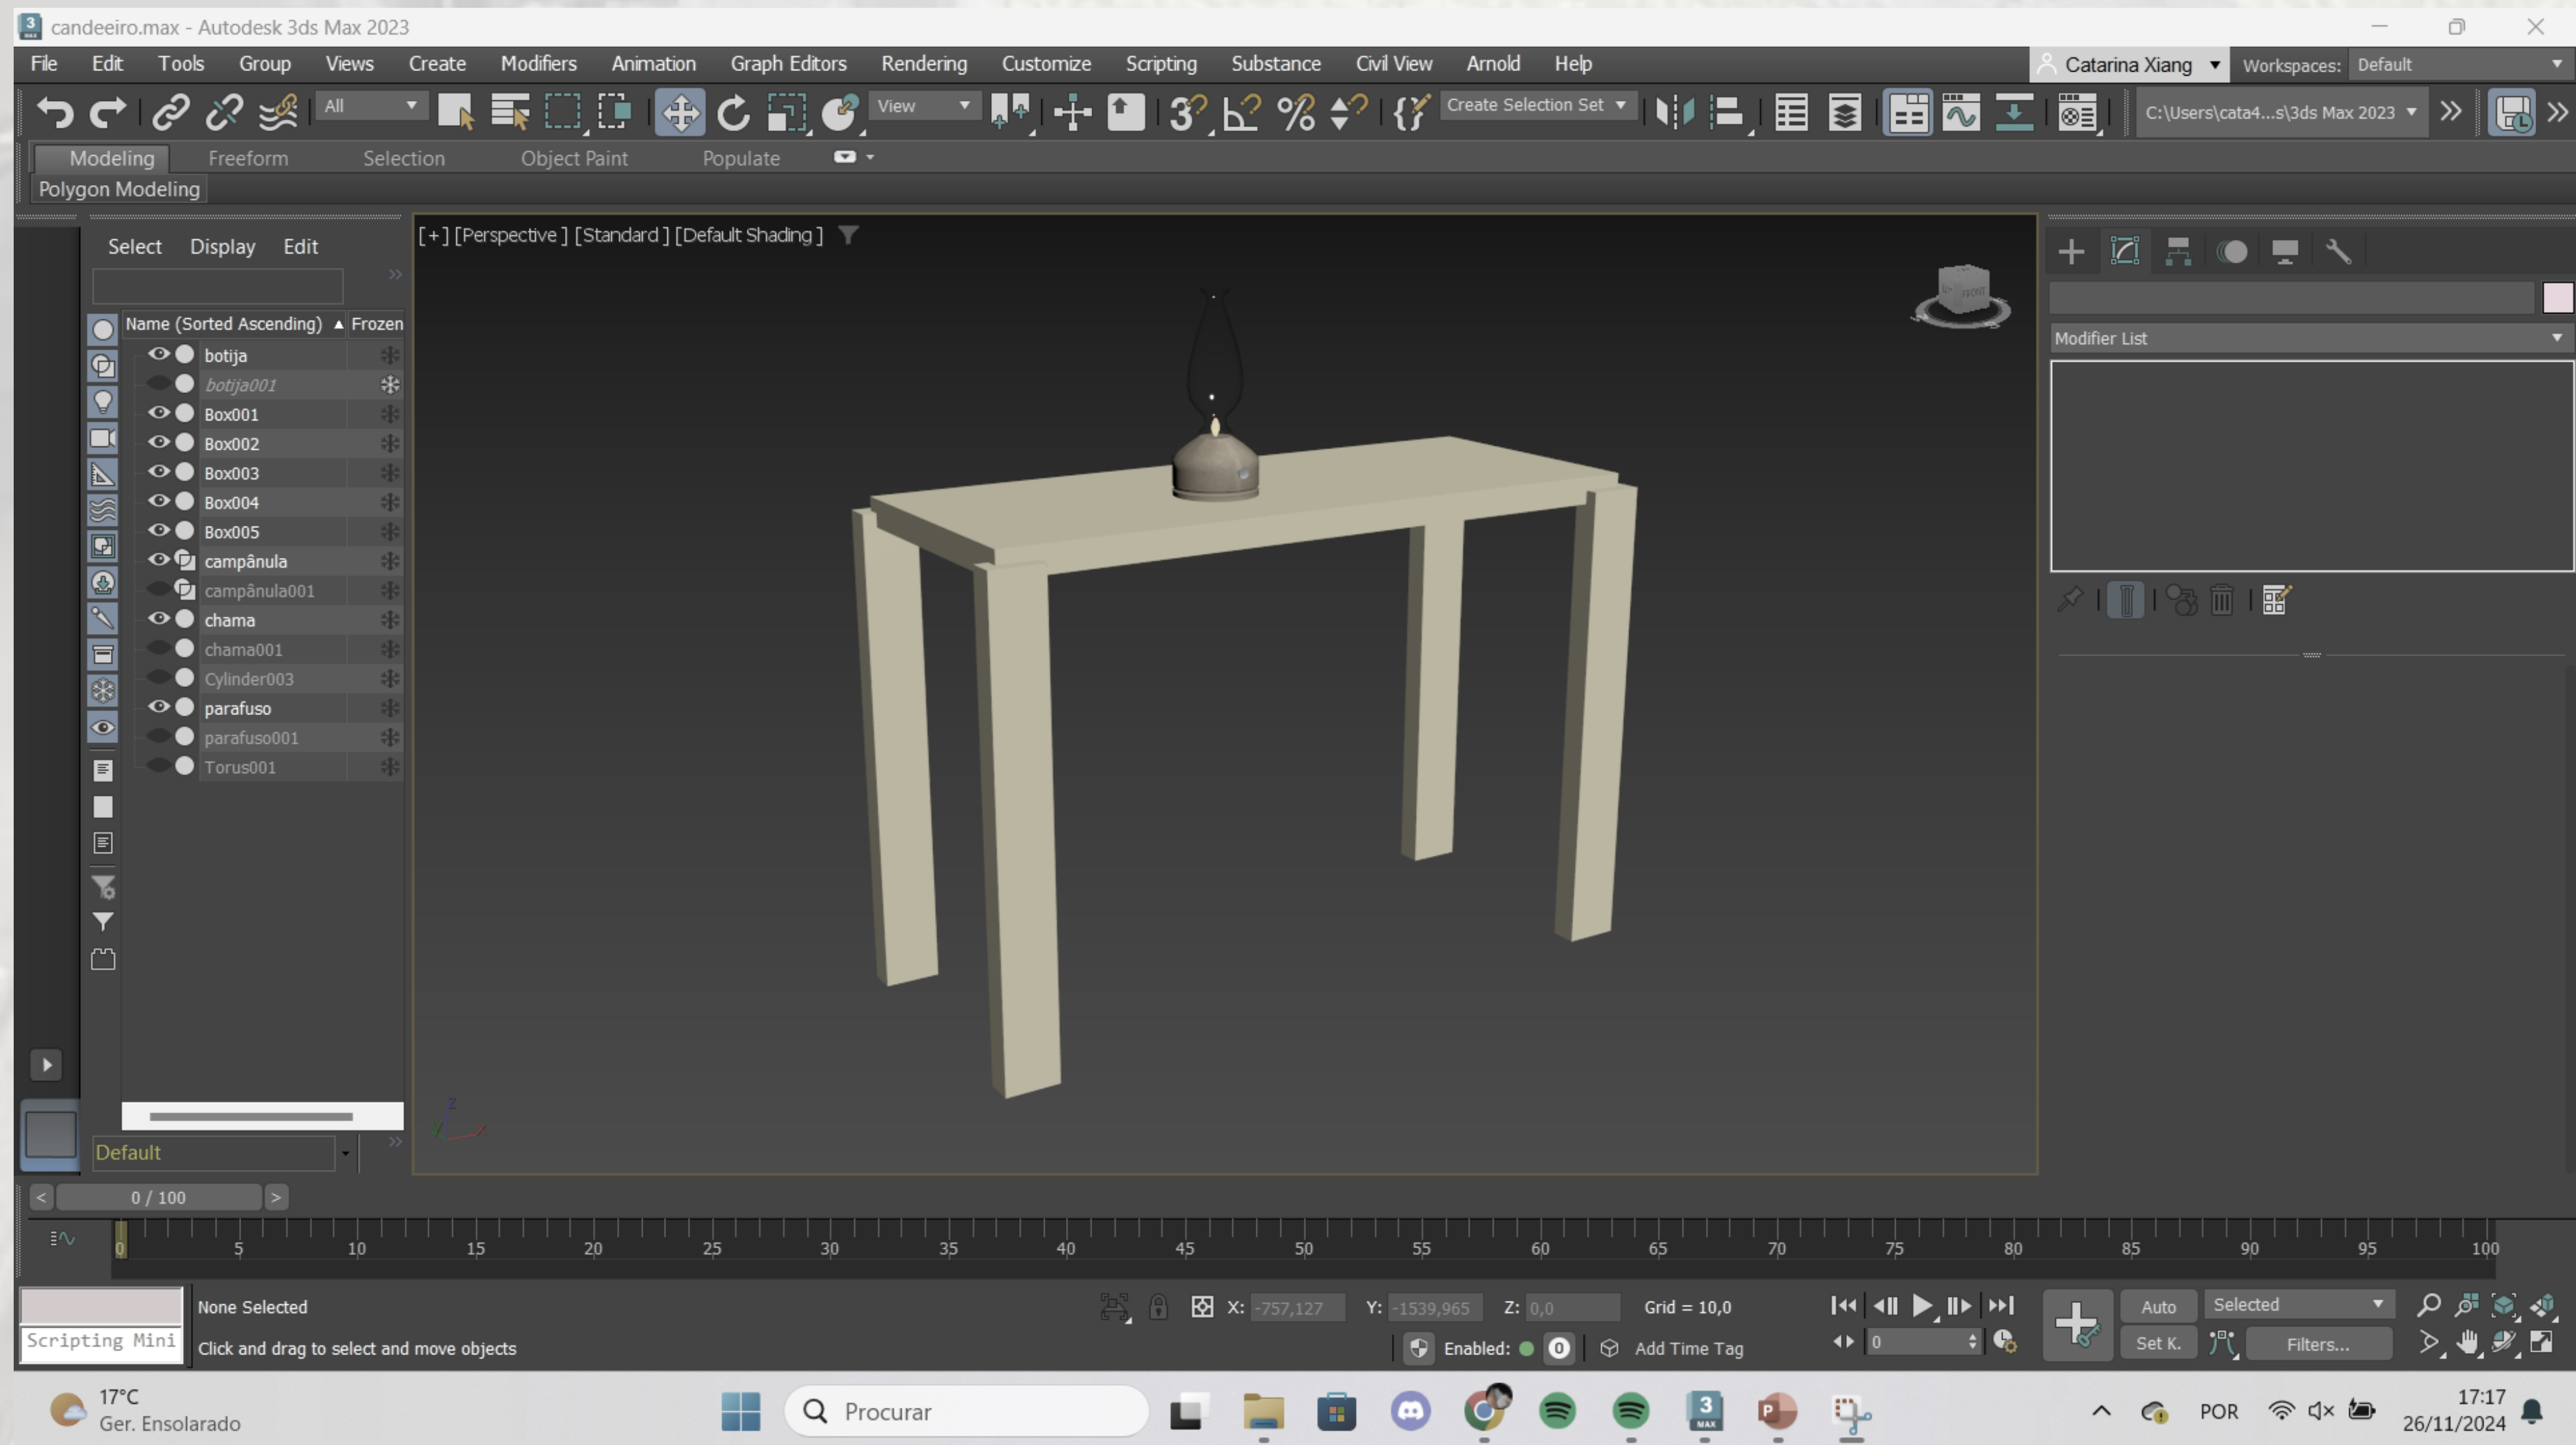 candeeiro.max - Autodesk 3ds Max 2023
File Edit Tools Group Views Create Modifiers Animation Graph Editors Rendering Customize Scripting Substance Civil View Arnold Help Catarina Xiang Workspaces: Default
All View Create Selection Set C:\Users\cata4...s\3ds Max 2023
Modeling Freeform Selection Object Paint Populate
Polygon Modeling
Select Display Edit
[+] [Perspective ] [Standard ] [Default Shading ]
FRONT
Name (Sorted Ascending) Frozen
Modifier List
botija
botija001
Box001
Box002
Box003
Box004
Box005
campânula
campânula001
chama
chama001
Cylinder003
parafuso
parafuso001
Torus001
z
y x
Default
0 / 100
0 5 10 15 20 25 30 35 40 45 50 55 60 65 70 75 80 85 90 95 100
None Selected X: -757,127 Y: -1539,965 Z: 0,0 Grid = 10,0 Auto Selected
Scripting Mini Click and drag to select and move objects Enabled: 0 Add Time Tag 0 Set K. Filters...
17°C
Ger. Ensolarado
Procurar
3
MAX
P
POR
17:17
26/11/2024